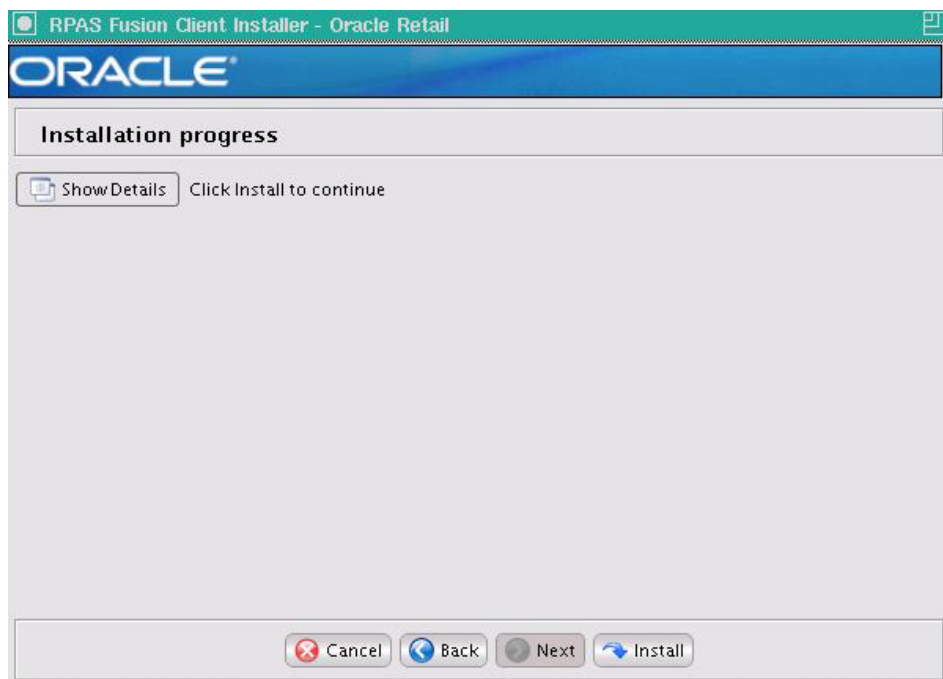 RPAS Fusion Client Installer - Oracle Retail
ORACLE®
Installation progress
Show Details Click Install to continue
Cancel Back Next Install